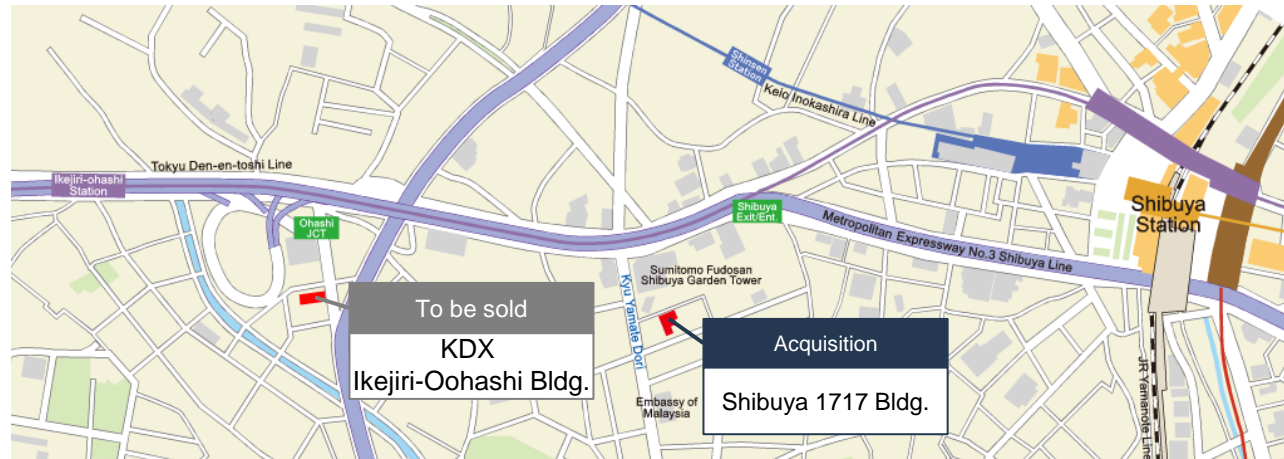 Shinsen
Station
Keio Inokashira Line
Tokyu Den-en-toshi Line
Ikejiri-ohashi
Station
Shibuya
Exit/Ent.
Shibuya
Station
Ohashi
JCT
Metropolitan Expressway No.3 Shibuya Line
Sumitomo Fudosan
Shibuya Garden Tower
Kyu Yamate Dori
To be sold
KDX
Ikejiri-Oohashi Bldg.
Acquisition
Shibuya 1717 Bldg.
Embassy of
Malaysia
JR Yamanote Line